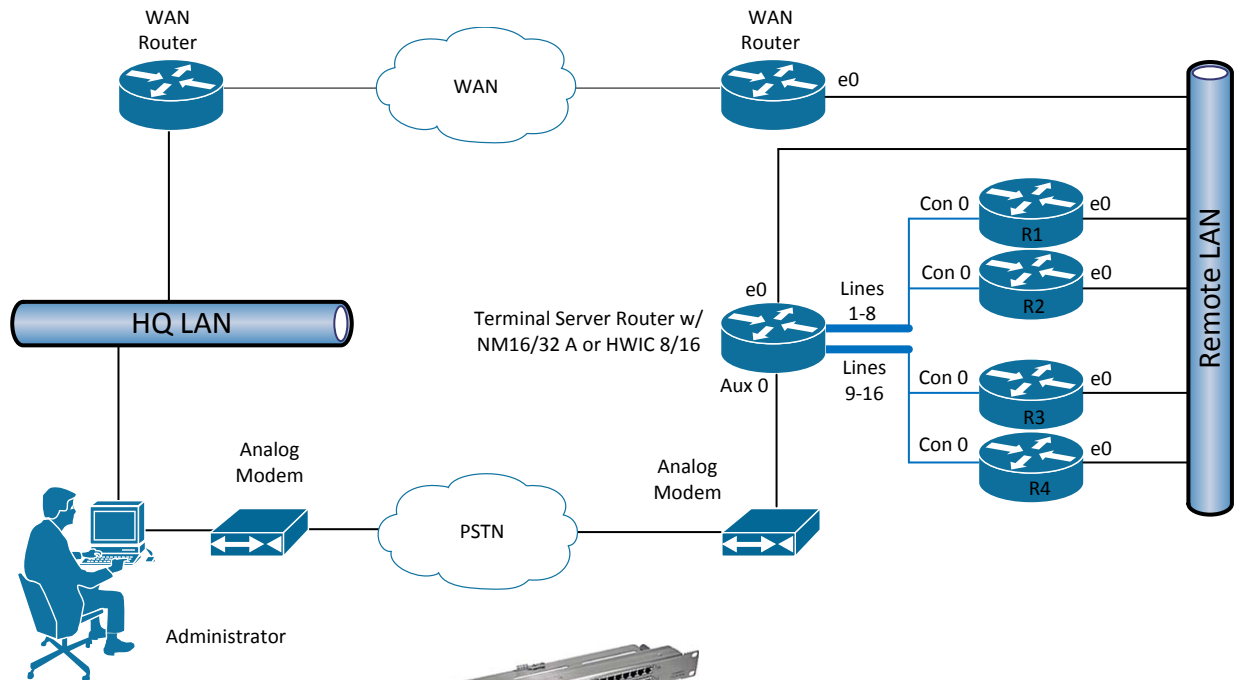 WAN
Router
WAN
Router
WAN
e0
Con 0
e0
R1
Con 0
e0
R2
e0
Lines
1-8
HQ LAN
Terminal Server Router w/
NM16/32 A or HWIC 8/16
Remote LAN
Lines
9-16
Aux 0
Con 0
e0
R3
Analog
Modem
Analog
Modem
Con 0
e0
R4
PSTN
Administrator